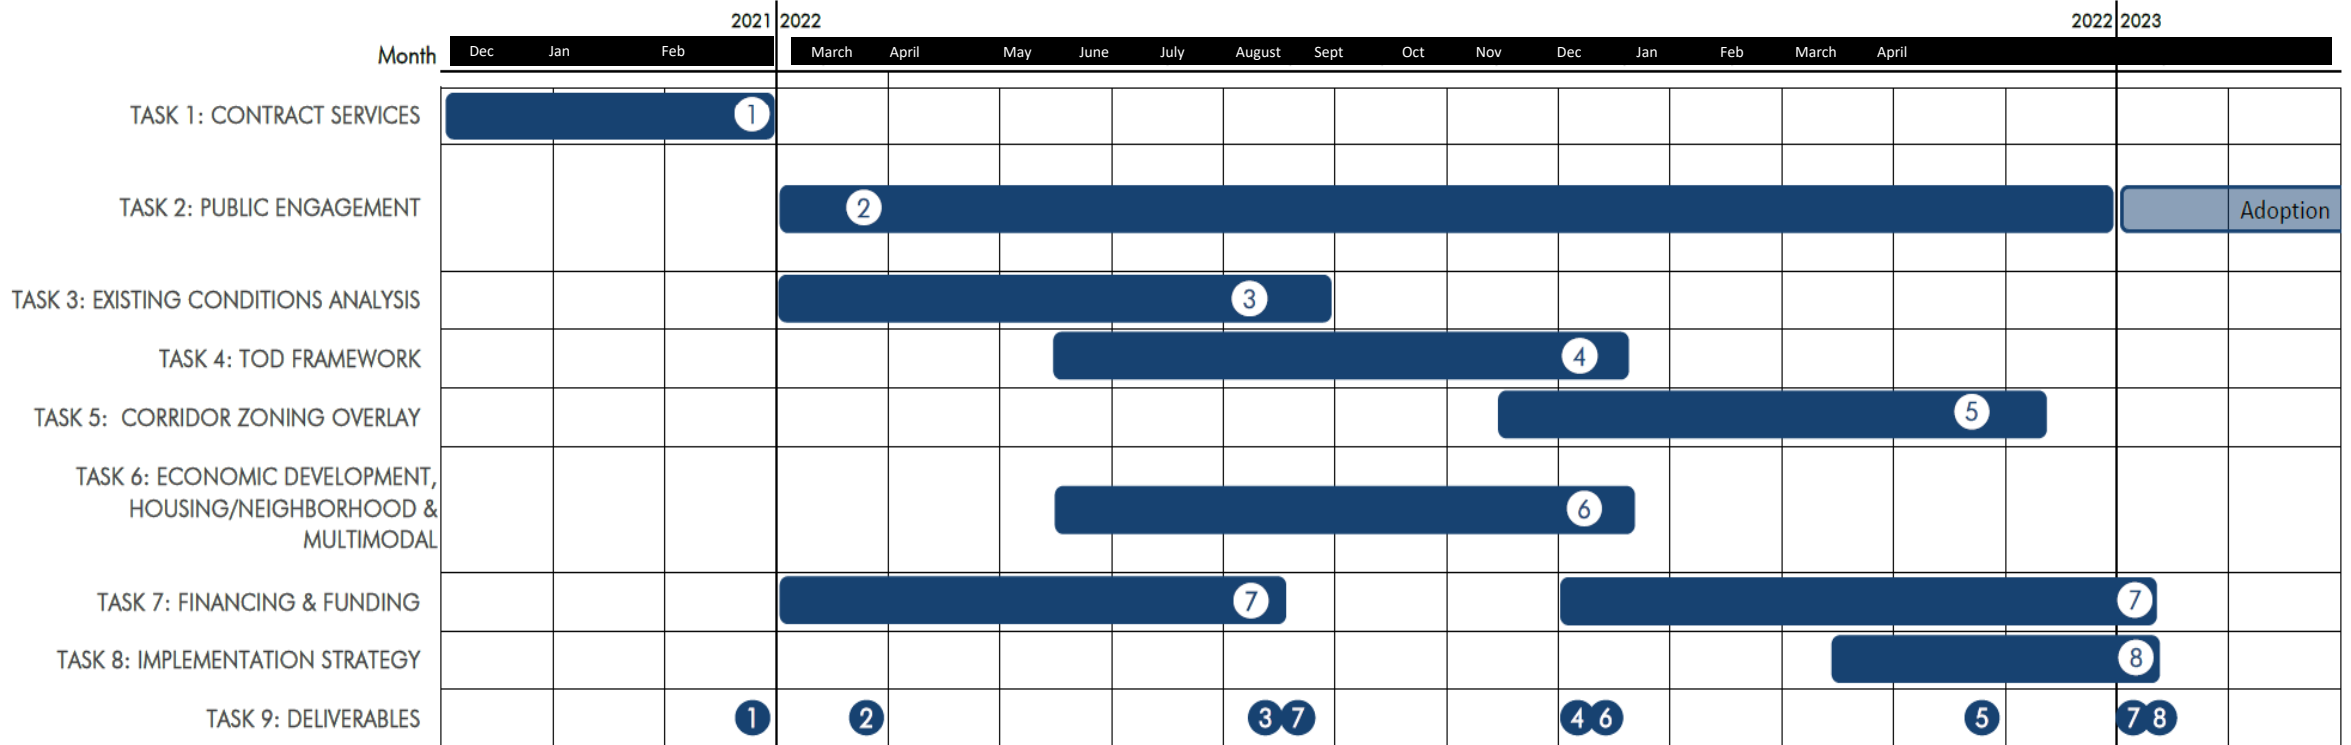 2021 2022 2022 2023
Month Dec Jan Feb March April May June July August Sept Oct Nov Dec Jan Feb March April
TASK 1: CONTRACT SERVICES 1
TASK 2: PUBLIC ENGAGEMENT 2 Adoption
TASK 3: EXISTING CONDITIONS ANALYSIS 3
TASK 4: TOD FRAMEWORK 4
TASK 5: CORRIDOR ZONING OVERLAY 5
TASK 6: ECONOMIC DEVELOPMENT,
HOUSING/NEIGHBORHOOD & 6
MULTIMODAL
TASK 7: FINANCING & FUNDING 7 7
TASK 8: IMPLEMENTATION STRATEGY 8
TASK 9: DELIVERABLES 1 2 3 7 4 6 5 7 8